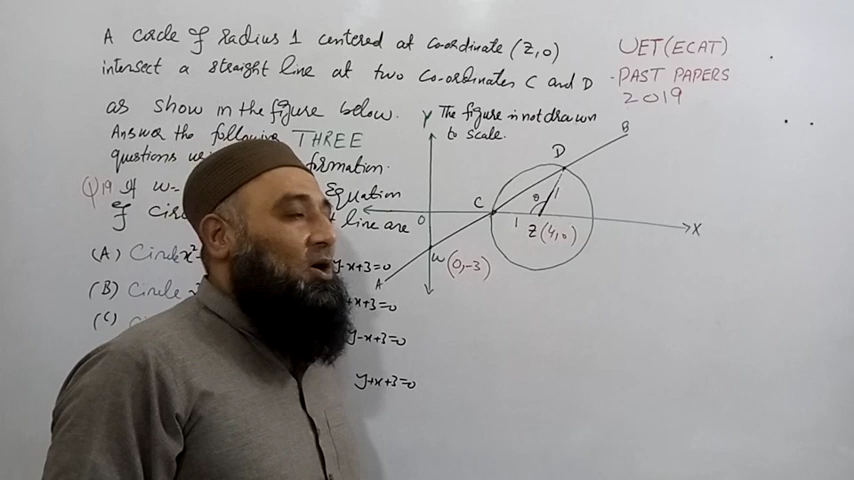 A circle of radius 1 centered at coordinate (Z,0)
intersect a straight line at two co-ordinates C and D
as show in the figure below.
Answer the following THREE
questions
formation.
Q19 If w=
Equation
of circ
t line are
(A) Circle x²
y-x+3=0
(B) Circle
+x+3=0
(C)
y-x+3=0
y+x+3=0
UET(ECAT)
PAST PAPERS
2019
Y The figure is not drawn
to scale.
B
D
C
θ
1
O
1
Z(4,0)
X
W(0,-3)
A